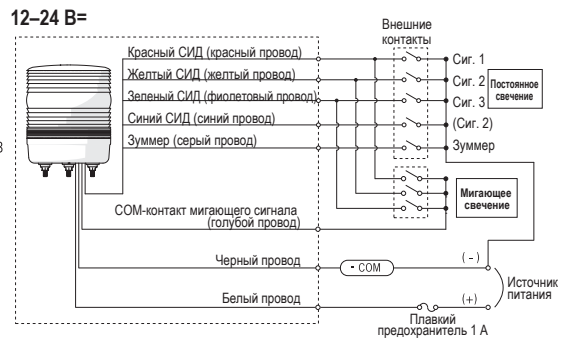 12–24 В=
Внешние
контакты
Красный СИД (красный провод)
Сиг. 1
Желтый СИД (желтый провод)
Сиг. 2
Постоянное
свечение
Зеленый СИД (фиолетовый провод)
Сиг. 3
Синий СИД (синий провод)
(Сиг. 2)
Зуммер (серый провод)
Зуммер
в
Мигающее
свечение
СОМ-контакт мигающего сигнала
(голубой провод)
Черный провод
- COM
(-)
Источник
питания
Белый провод
(+)
Плавкий
предохранитель 1 А